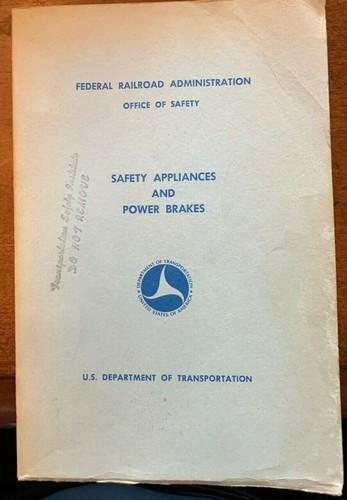 FEDERAL RAILROAD ADMINISTRATION
OFFICE OF SAFETY
Transportation Safety Institute
DO NOT REMOVE
SAFETY APPLIANCES
AND
POWER BRAKES
DEPARTMENT OF TRANSPORTATION
UNITED STATES OF AMERICA
U.S. DEPARTMENT OF TRANSPORTATION